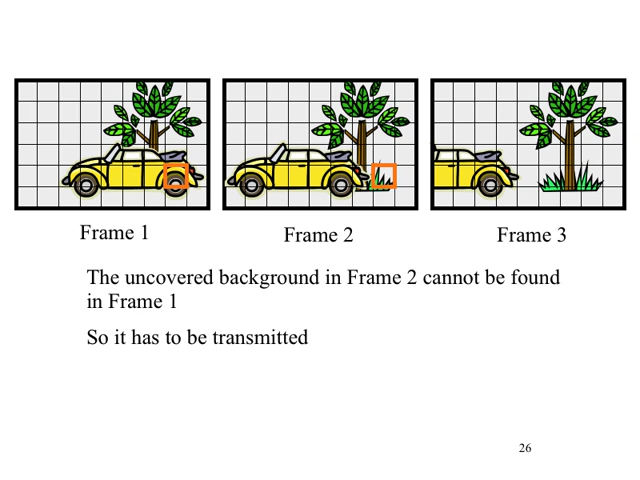 Frame 1
Frame 2
Frame 3
The uncovered background in Frame 2 cannot be found
in Frame 1
So it has to be transmitted
26